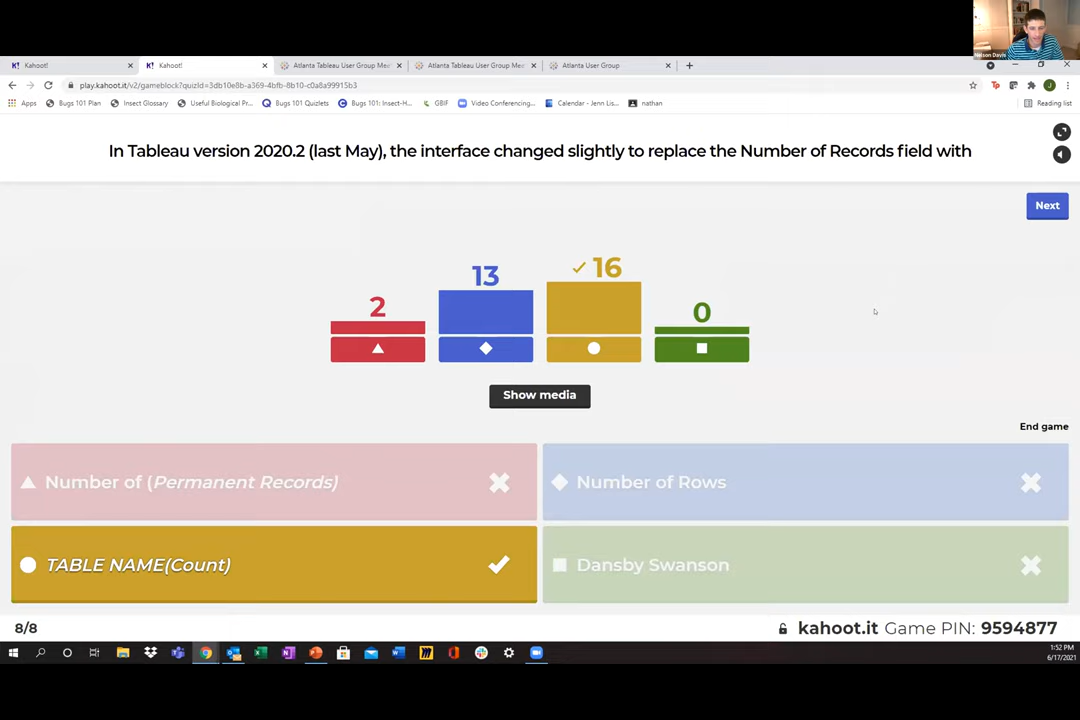 Nelson Davis
Kahoot!
Kahoot!
Atlanta Tableau User Group Mee
Atlanta Tableau User Group Mee
Atlanta User Group
play.kahoot.it/v2/gameblock?quizId=3db10e8b-a369-4bfb-8b10-c0a8a99915b3
Apps
Bugs 101 Plan
Insect Glossary
Useful Biological Pr...
Bugs 101 Quizlets
Bugs 101: Insect-H...
GBIF
Video Conferencing...
Calendar - Jenn Lis...
nathan
Reading list
In Tableau version 2020.2 (last May), the interface changed slightly to replace the Number of Records field with
Next
2
13
16
0
Show media
End game
Number of (Permanent Records)
Number of Rows
TABLE NAME(Count)
Dansby Swanson
8/8
kahoot.it Game PIN: 9594877
1:52 PM
6/17/2021